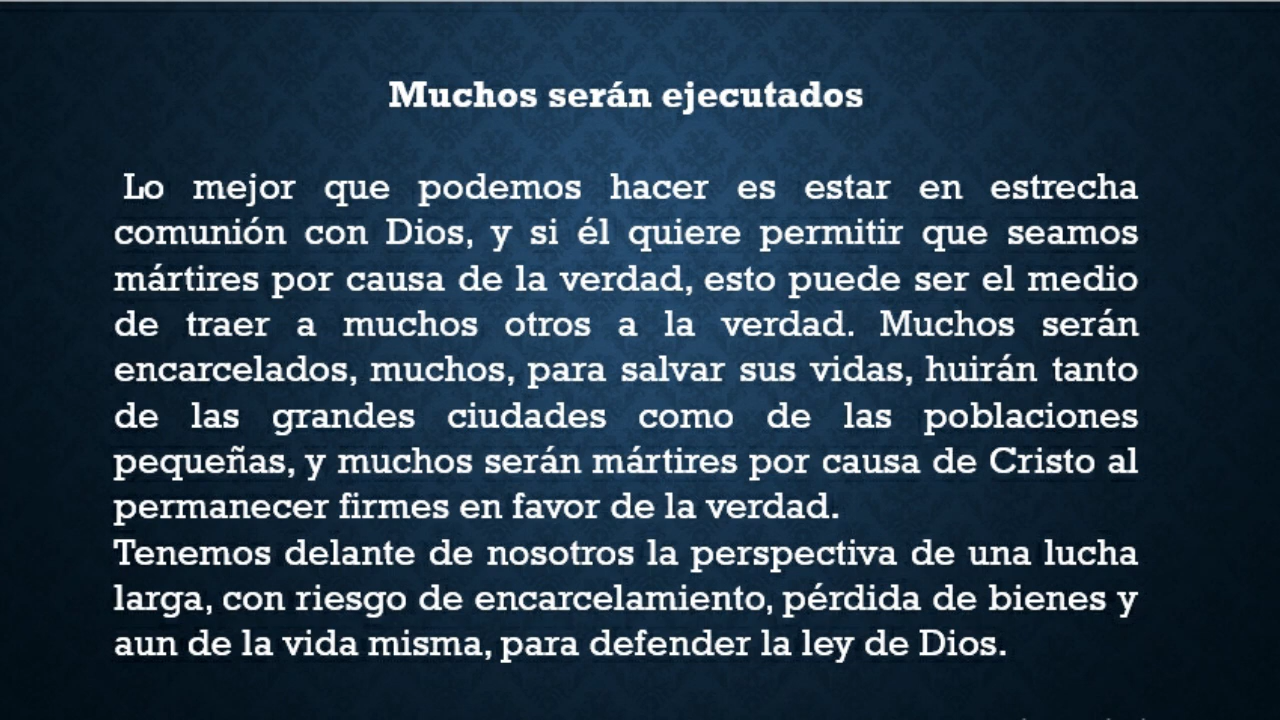 Muchos serán ejecutados
Lo mejor que podemos hacer es estar en estrecha
comunión con Dios, y si él quiere permitir que seamos
mártires por causa de la verdad, esto puede ser el medio
de traer a muchos otros a la verdad. Muchos serán
encarcelados, muchos, para salvar sus vidas, huirán tanto
de las grandes ciudades como de las poblaciones
pequeñas, y muchos serán mártires por causa de Cristo al
permanecer firmes en favor de la verdad.
Tenemos delante de nosotros la perspectiva de una lucha
larga, con riesgo de encarcelamiento, pérdida de bienes y
aun de la vida misma, para defender la ley de Dios.